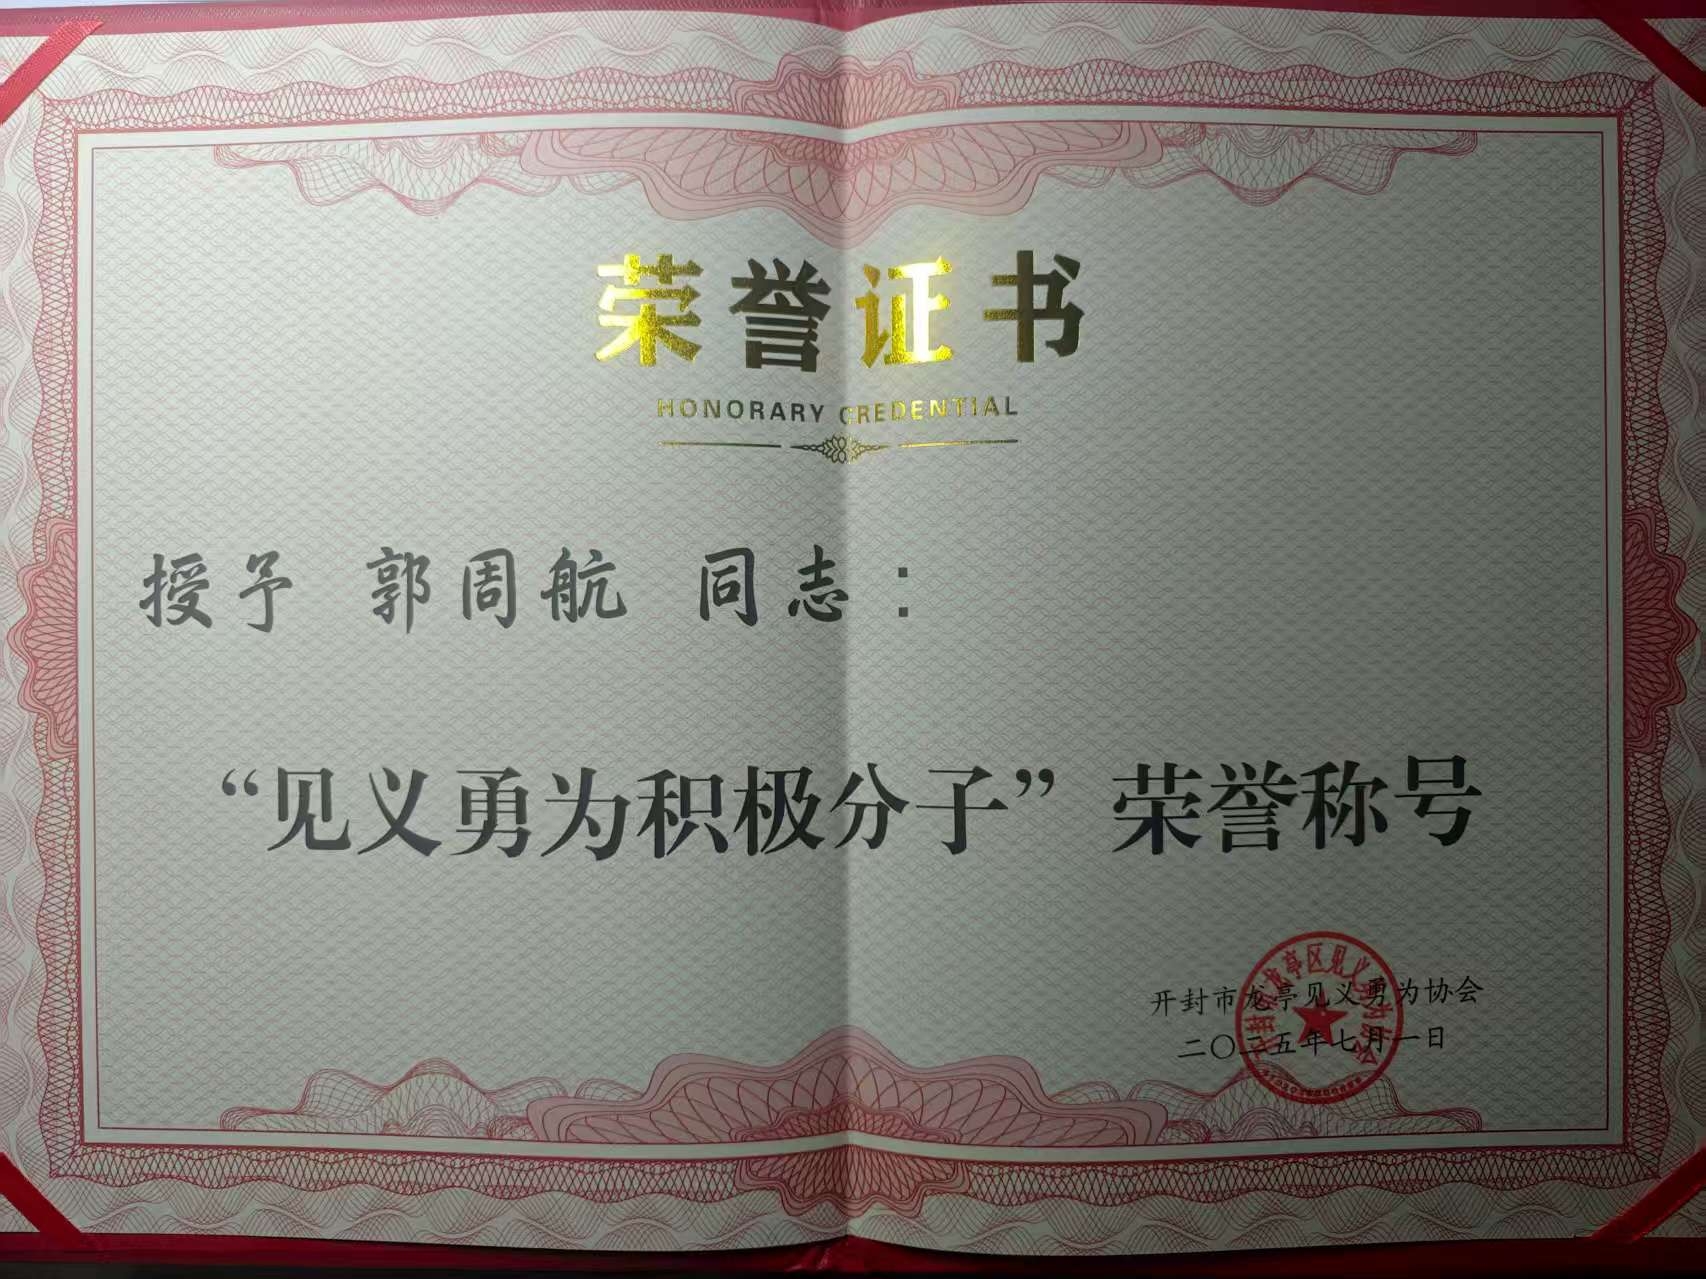 荣誉证书
HONORARY CREDENTIAL
授予 郭周航 同志：
“见义勇为积极分子”荣誉称号
开封市龙亭见义勇为协会
二〇二五年七月一日